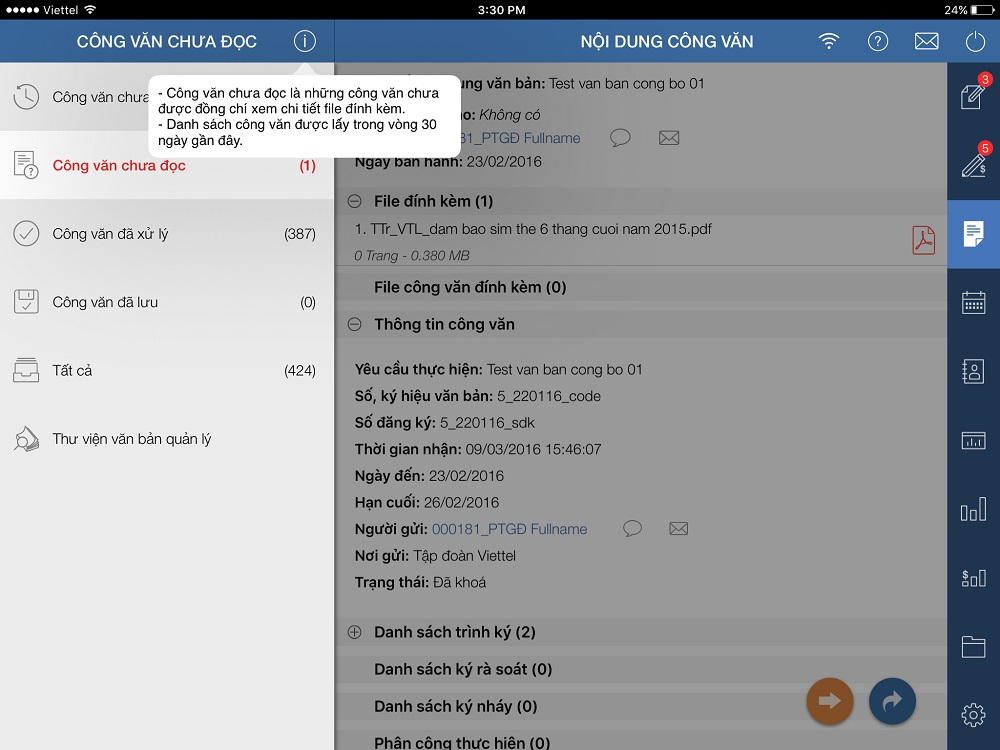 Viettel
3:30 PM
24%
CÔNG VĂN CHƯA ĐỌC
NỘI DUNG CÔNG VĂN
Công văn chưa
- Công văn chưa đọc là những công văn chưa
được đồng chí xem chi tiết file đính kèm.
- Danh sách công văn được lấy trong vòng 30
ngày gần đây.
Công văn chưa đọc (1)
Công văn đã xử lý (387)
Công văn đã lưu (0)
Tất cả (424)
Thư viện văn bản quản lý
ung văn bản: Test van ban cong bo 01
o: Không có
81_PTGĐ Fullname
Ngày ban hành: 23/02/2016
File đính kèm (1)
1. TTr_VTL_dam bao sim the 6 thang cuoi nam 2015.pdf
0 Trang - 0.380 MB
File công văn đính kèm (0)
Thông tin công văn
Yêu cầu thực hiện: Test van ban cong bo 01
Số, ký hiệu văn bản: 5_220116_code
Số đăng ký: 5_220116_sdk
Thời gian nhận: 09/03/2016 15:46:07
Ngày đến: 23/02/2016
Hạn cuối: 26/02/2016
Người gửi: 000181_PTGĐ Fullname
Nơi gửi: Tập đoàn Viettel
Trạng thái: Đã khoá
Danh sách trình ký (2)
Danh sách ký rà soát (0)
Danh sách ký nháy (0)
Phân công thực hiện (0)
3
5